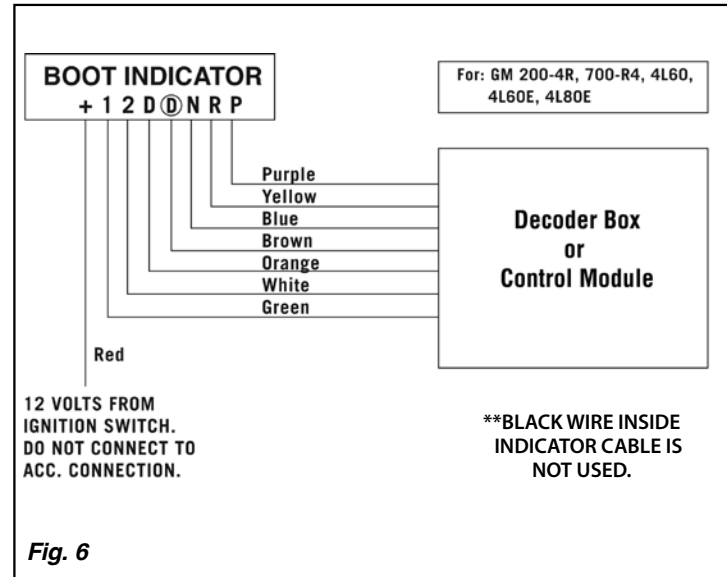 BOOT INDICATOR
+ 1 2 D Ⓓ N R P
For: GM 200-4R, 700-R4, 4L60,
4L60E, 4L80E
Purple
Yellow
Blue
Brown
Orange
White
Green
Decoder Box
or
Control Module
Red
12 VOLTS FROM
IGNITION SWITCH.
DO NOT CONNECT TO
ACC. CONNECTION.
**BLACK WIRE INSIDE
INDICATOR CABLE IS
NOT USED.
Fig. 6